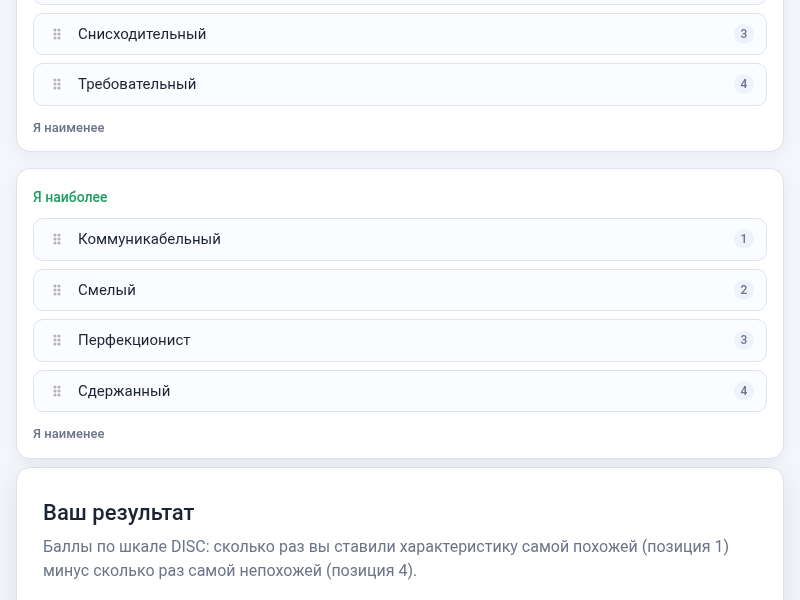 Снисходительный 3
Требовательный 4
Я наименее
Я наиболее
Коммуникабельный 1
Смелый 2
Перфекционист 3
Сдержанный 4
Я наименее
Ваш результат
Баллы по шкале DISC: сколько раз вы ставили характеристику самой похожей (позиция 1)
минус сколько раз самой непохожей (позиция 4).